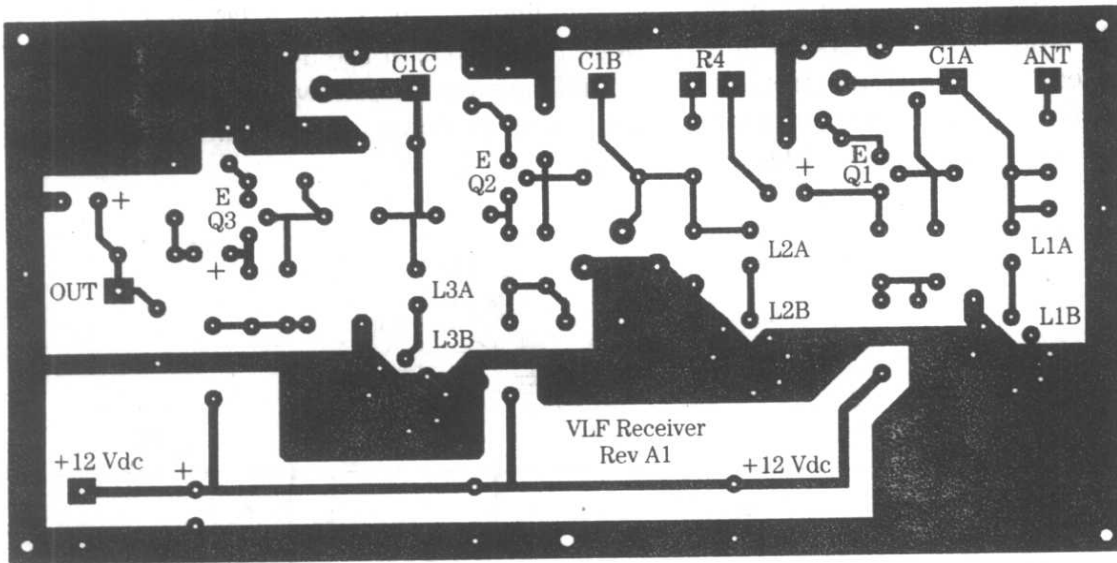 C1C
C1B
R4
C1A
ANT
E
Q3
+
E
Q2
+
E
Q1
+
+
OUT
L3A
L3B
L2A
L2B
L1A
L1B
VLF Receiver
Rev A1
+12 Vdc
+
+12 Vdc